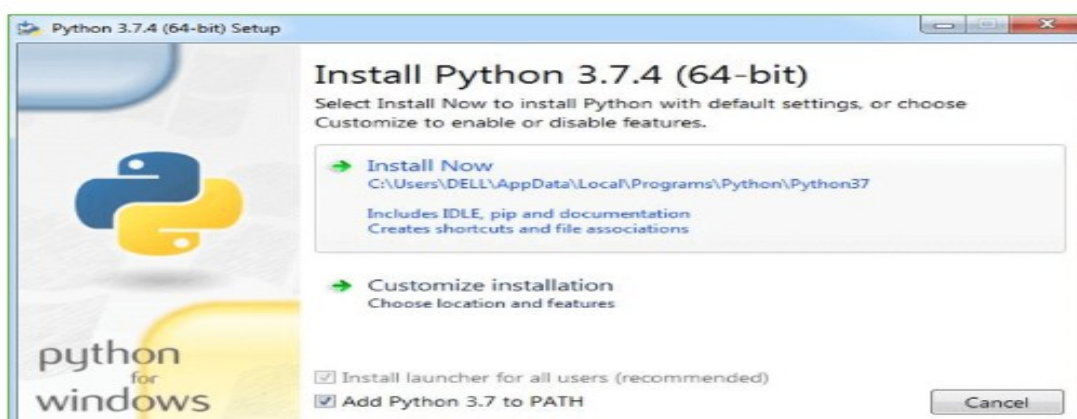 Python 3.7.4 (64-bit) Setup
Install Python 3.7.4 (64-bit)
Select Install Now to install Python with default settings, or choose
Customize to enable or disable features.
Install Now
C:\Users\DELL\AppData\Local\Programs\Python\Python37
Includes IDLE, pip and documentation
Creates shortcuts and file associations
Customize installation
Choose location and features
python
for
windows
Install launcher for all users (recommended)
Add Python 3.7 to PATH
Cancel